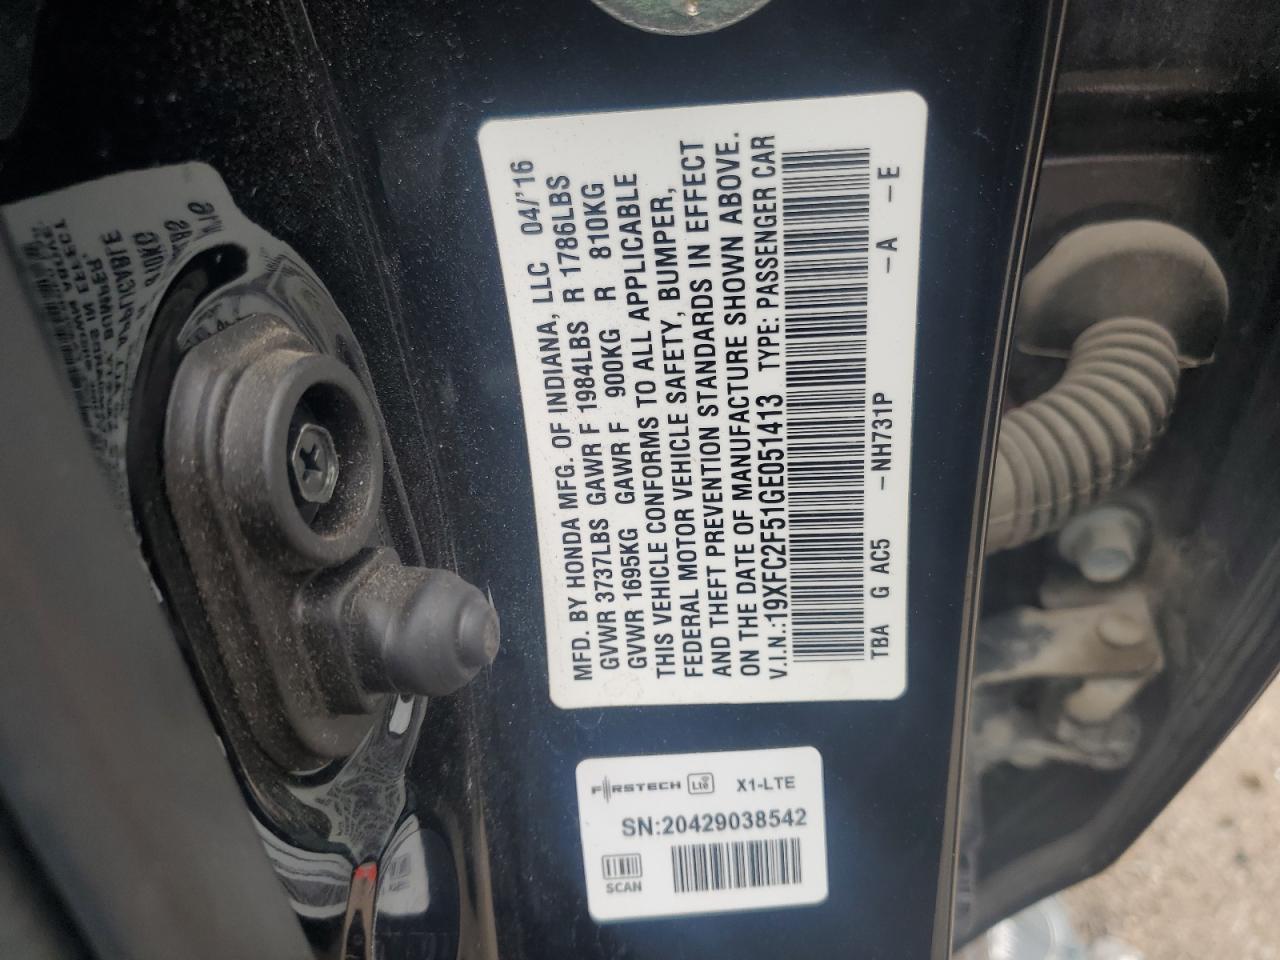 MFD. BY HONDA MFG. OF INDIANA, LLC 04/'16
GVWR 3737LBS GAWR F 1984LBS R 1786LBS
GVWR 1695KG GAWR F 900KG R 810KG
THIS VEHICLE CONFORMS TO ALL APPLICABLE
FEDERAL MOTOR VEHICLE SAFETY, BUMPER,
AND THEFT PREVENTION STANDARDS IN EFFECT
ON THE DATE OF MANUFACTURE SHOWN ABOVE.
V.I.N.:19XFC2F51GE051413 TYPE: PASSENGER CAR
TBA G AC5 -NH731P -A -E
FIRSTECH LTE X1-LTE
SN:20429038542
SCAN